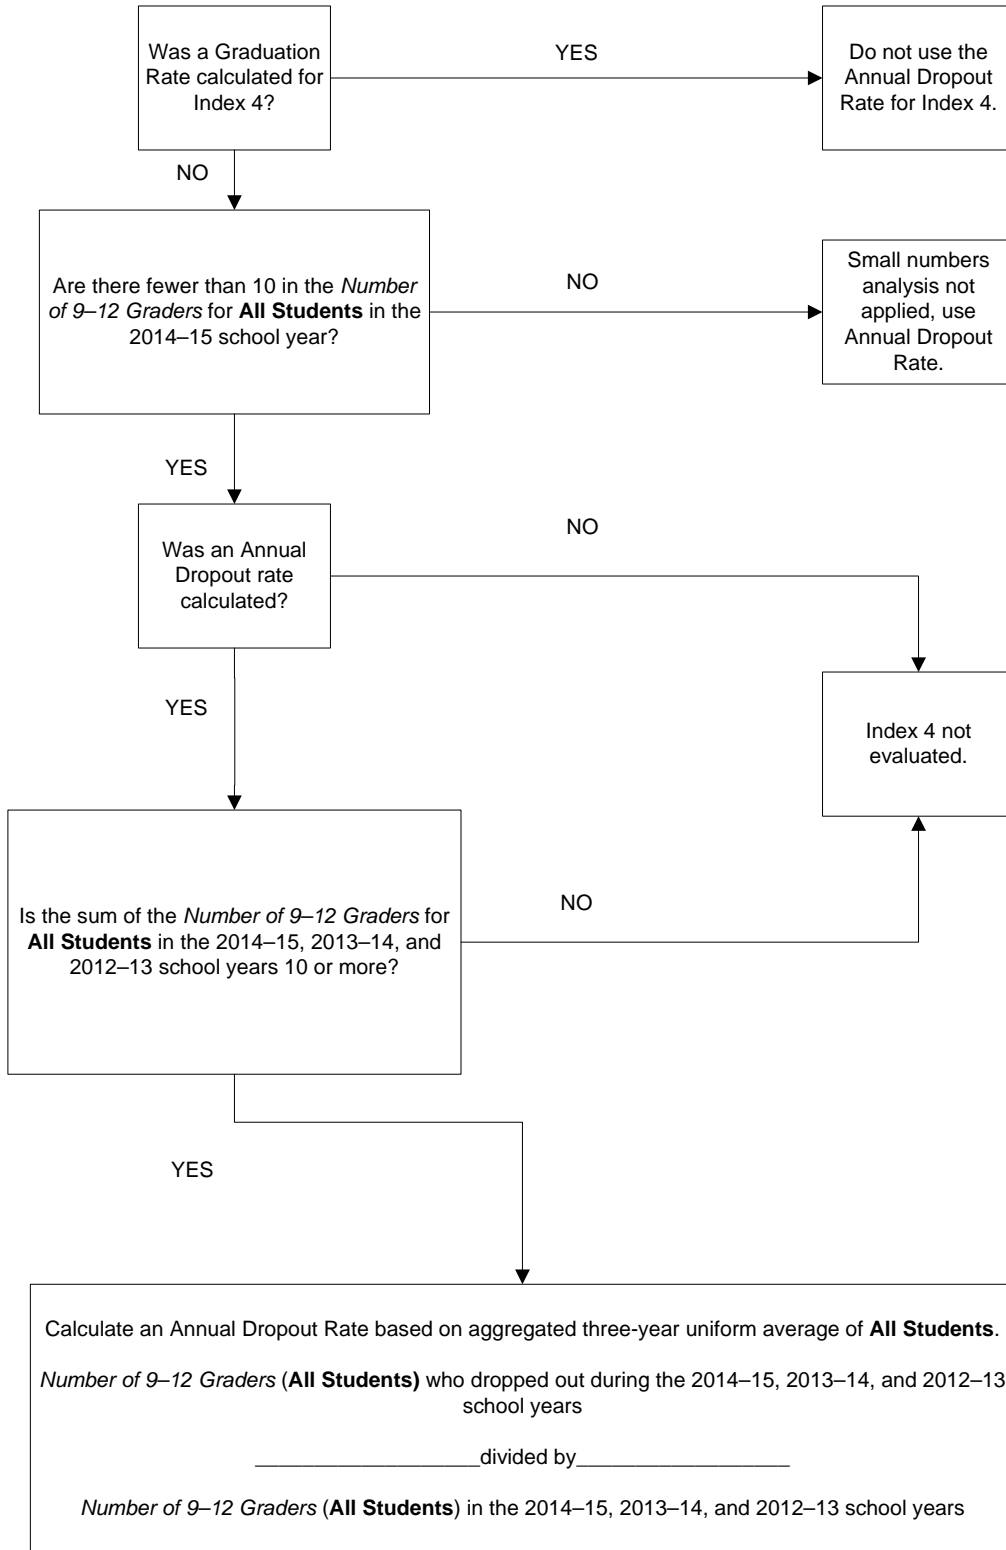 Was a Graduation
Rate calculated for
Index 4?
YES
Do not use the
Annual Dropout
Rate for Index 4.
NO
Are there fewer than 10 in the Number
of 9–12 Graders for All Students in the
2014–15 school year?
NO
Small numbers
analysis not
applied, use
Annual Dropout
Rate.
YES
Was an Annual
Dropout rate
calculated?
NO
YES
Index 4 not
evaluated.
Is the sum of the Number of 9–12 Graders for
All Students in the 2014–15, 2013–14, and
2012–13 school years 10 or more?
NO
YES
Calculate an Annual Dropout Rate based on aggregated three-year uniform average of All Students.
Number of 9–12 Graders (All Students) who dropped out during the 2014–15, 2013–14, and 2012–13
school years
___________________divided by__________________
Number of 9–12 Graders (All Students) in the 2014–15, 2013–14, and 2012–13 school years